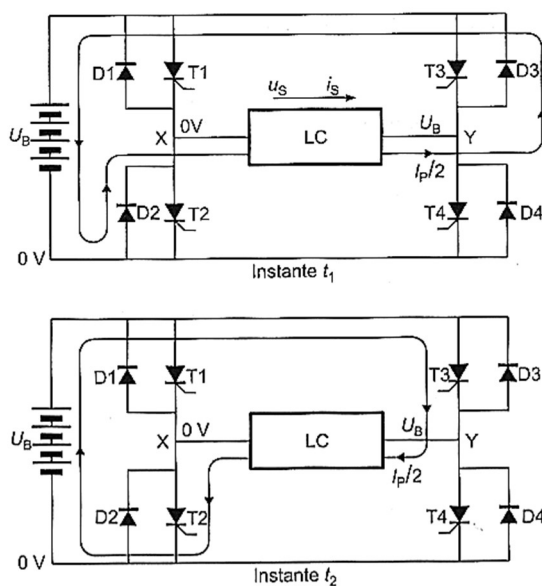 D1
T1
T3
D3
uS
iS
UB
X
0V
LC
UB
Y
IP/2
D2
T2
T4
D4
0 V
Instante t1
D1
T1
T3
D3
UB
X
0 V
LC
UB
Y
IP/2
D2
T2
T4
D4
0 V
Instante t2